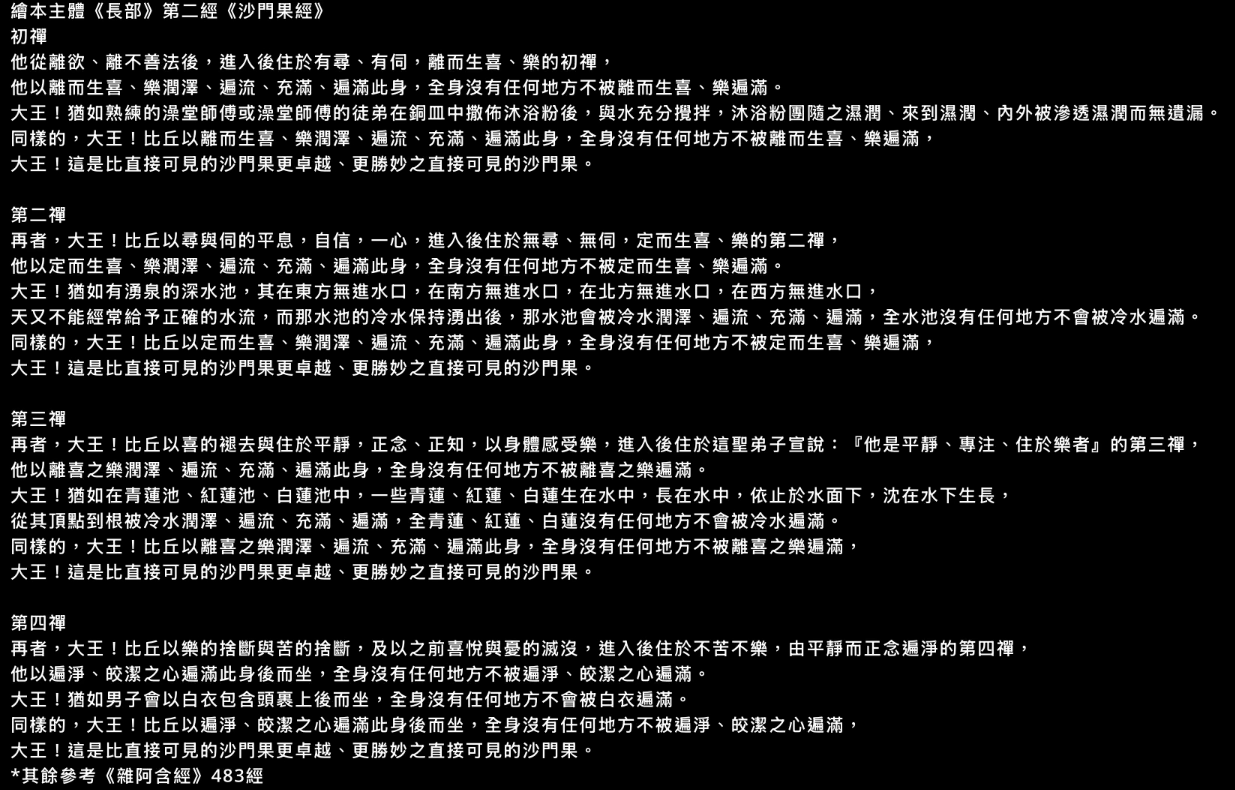 繪本主體《長部》第二經《沙門果經》
初禪
他從離欲、離不善法後，進入後住於有尋、有伺，離而生喜、樂的初禪，
他以離而生喜、樂潤澤、遍流、充滿、遍滿此身，全身沒有任何地方不被離而生喜、樂遍滿。
大王！猶如熟練的澡堂師傅或澡堂師傅的徒弟在銅皿中撒佈沐浴粉後，與水充分攪拌，沐浴粉團隨之濕潤、來到濕潤、內外被滲透濕潤而無遺漏。
同樣的，大王！比丘以離而生喜、樂潤澤、遍流、充滿、遍滿此身，全身沒有任何地方不被離而生喜、樂遍滿，
大王！這是比直接可見的沙門果更卓越、更勝妙之直接可見的沙門果。

第二禪
再者，大王！比丘以尋與伺的平息，自信，一心，進入後住於無尋、無伺，定而生喜、樂的第二禪，
他以定而生喜、樂潤澤、遍流、充滿、遍滿此身，全身沒有任何地方不被定而生喜、樂遍滿。
大王！猶如有湧泉的深水池，其在東方無進水口，在南方無進水口，在北方無進水口，在西方無進水口，
天又不能經常給予正確的水流，而那水池的冷水保持湧出後，那水池會被冷水潤澤、遍流、充滿、遍滿，全水池沒有任何地方不會被冷水遍滿。
同樣的，大王！比丘以定而生喜、樂潤澤、遍流、充滿、遍滿此身，全身沒有任何地方不被定而生喜、樂遍滿，
大王！這是比直接可見的沙門果更卓越、更勝妙之直接可見的沙門果。

第三禪
再者，大王！比丘以喜的褪去與住於平靜，正念、正知，以身體感受樂，進入後住於這聖弟子宣說：『他是平靜、專注、住於樂者』的第三禪，
他以離喜之樂潤澤、遍流、充滿、遍滿此身，全身沒有任何地方不被離喜之樂遍滿。
大王！猶如在青蓮池、紅蓮池、白蓮池中，一些青蓮、紅蓮、白蓮生在水中，長在水中，依止於水面下，沈在水下生長，
從其頂點到根被冷水潤澤、遍流、充滿、遍滿，全青蓮、紅蓮、白蓮沒有任何地方不會被冷水遍滿。
同樣的，大王！比丘以離喜之樂潤澤、遍流、充滿、遍滿此身，全身沒有任何地方不被離喜之樂遍滿，
大王！這是比直接可見的沙門果更卓越、更勝妙之直接可見的沙門果。

第四禪
再者，大王！比丘以樂的捨斷與苦的捨斷，及以之前喜悅與憂的滅沒，進入後住於不苦不樂，由平靜而正念遍淨的第四禪，
他以遍淨、皎潔之心遍滿此身後而坐，全身沒有任何地方不被遍淨、皎潔之心遍滿。
大王！猶如男子會以白衣包含頭裹上後而坐，全身沒有任何地方不會被白衣遍滿。
同樣的，大王！比丘以遍淨、皎潔之心遍滿此身後而坐，全身沒有任何地方不被遍淨、皎潔之心遍滿，
大王！這是比直接可見的沙門果更卓越、更勝妙之直接可見的沙門果。
*其餘參考《雜阿含經》483經